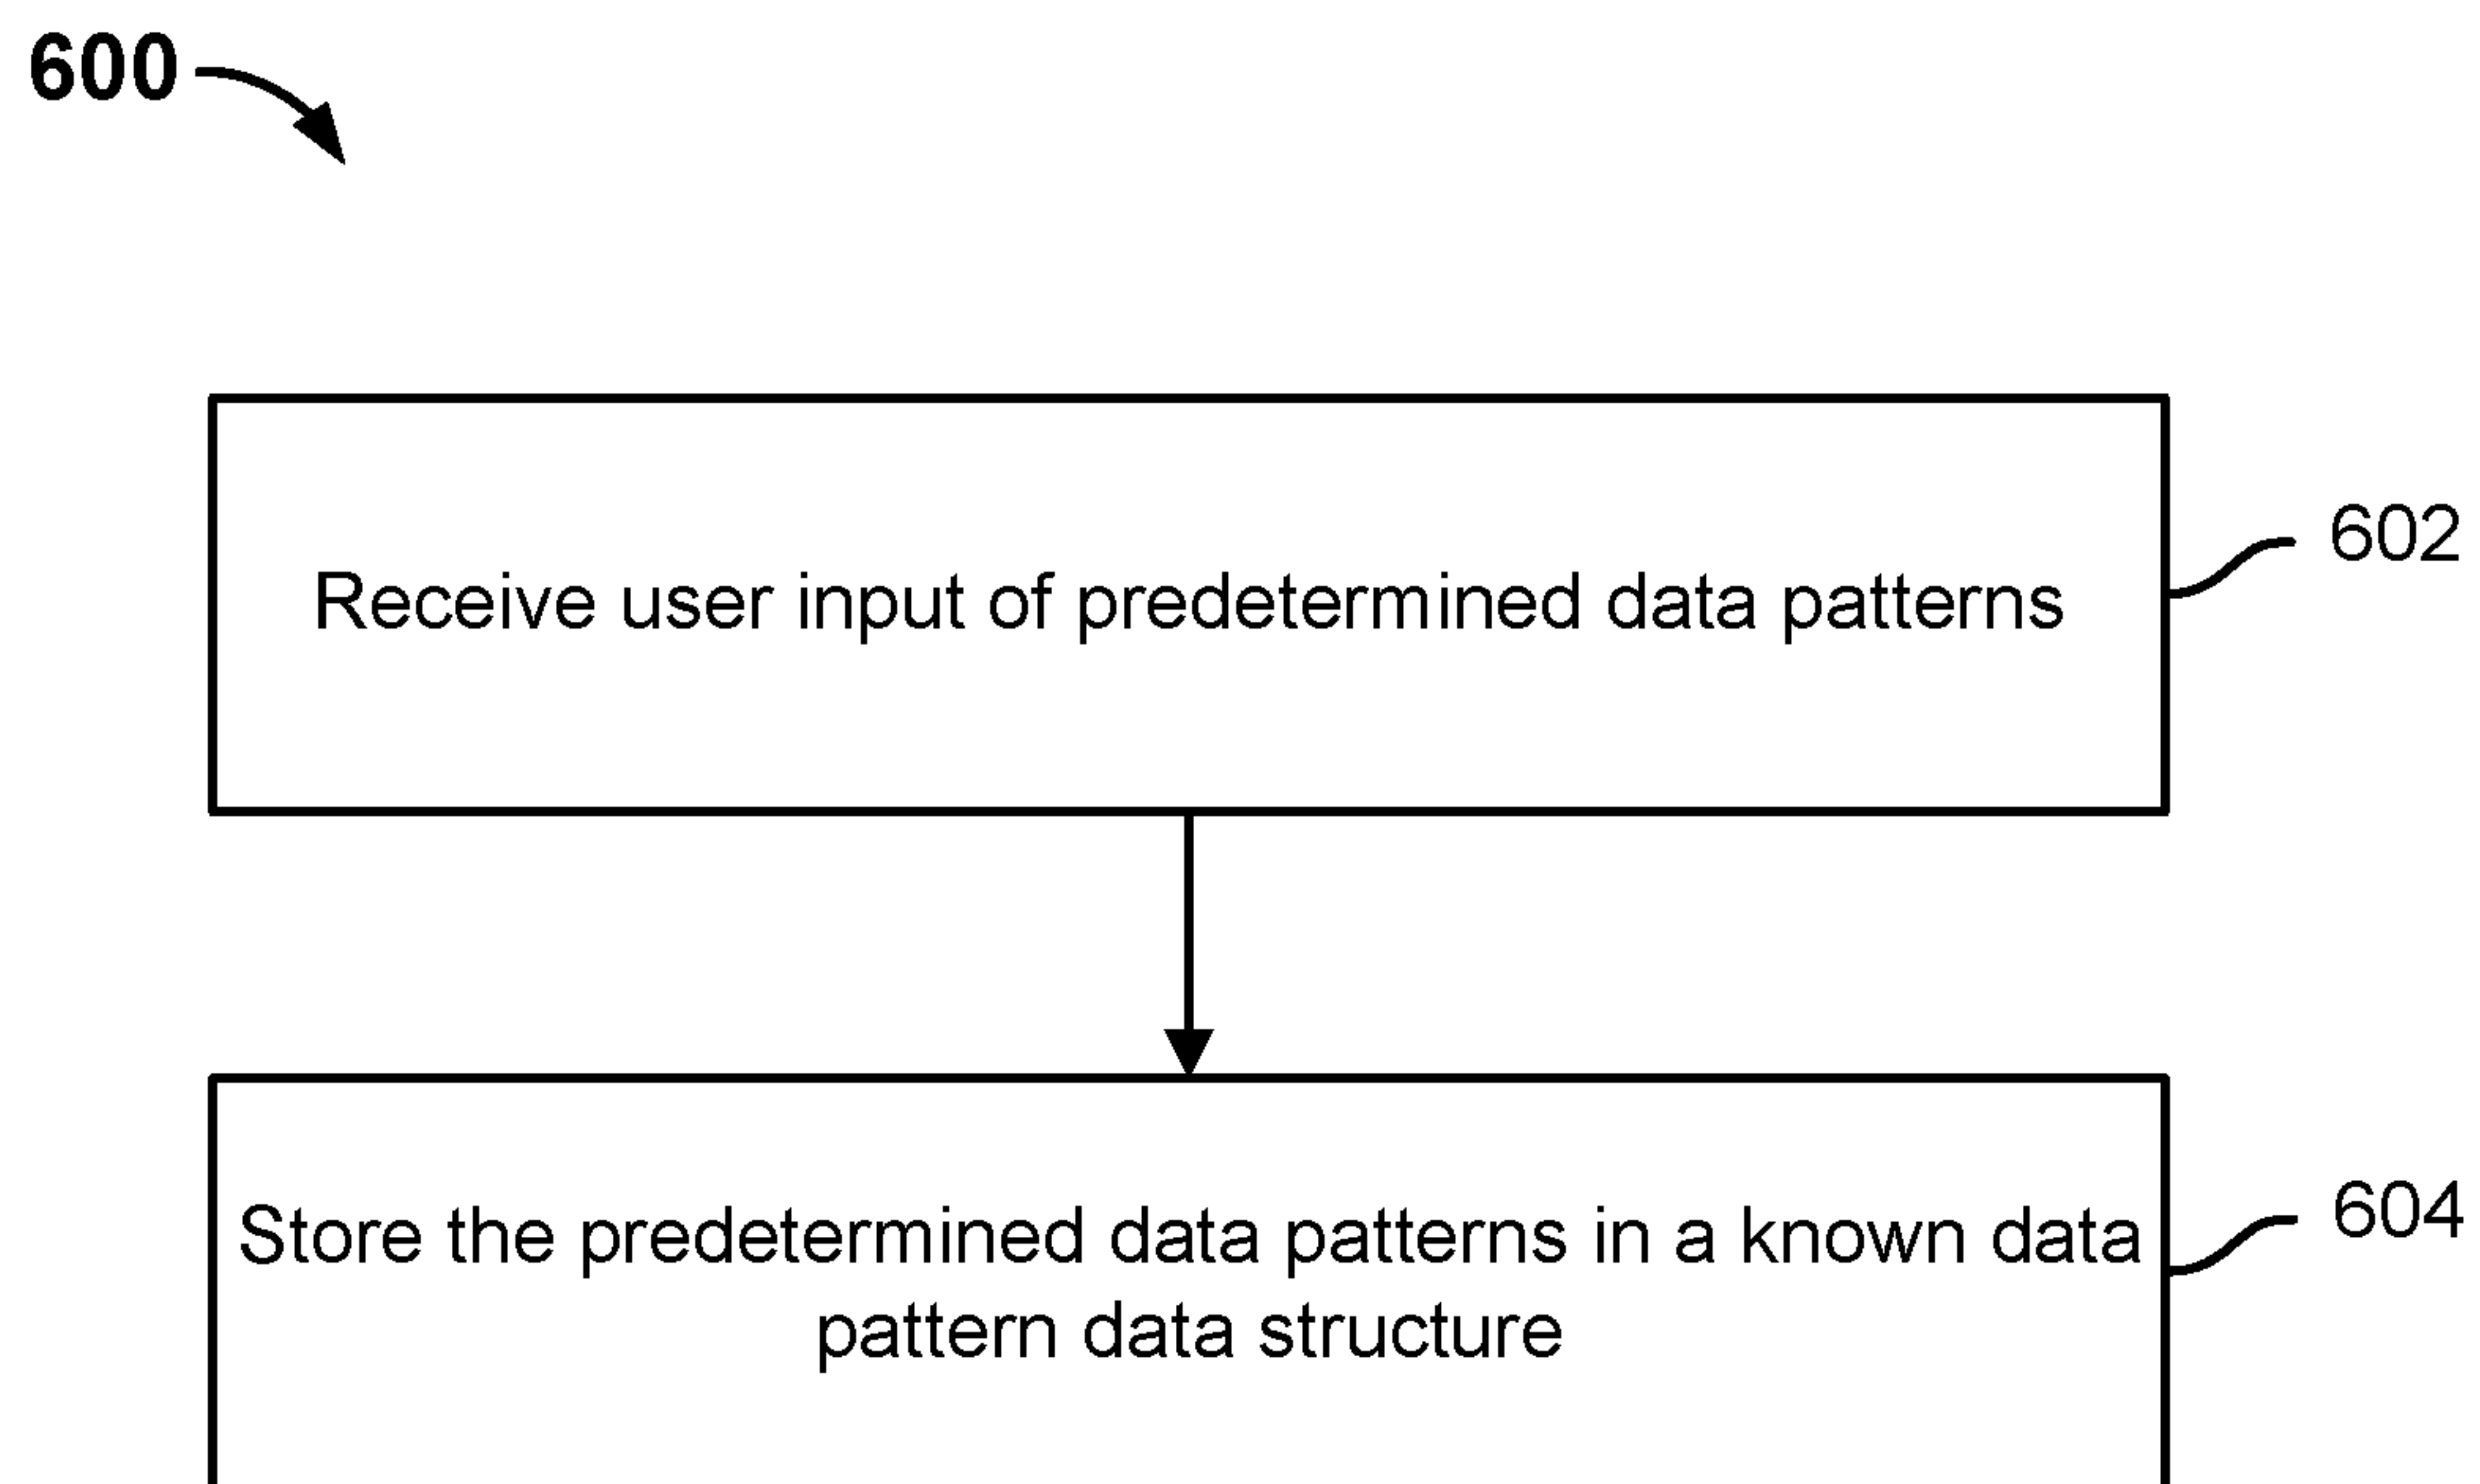 600
Receive user input of predetermined data patterns
602
Store the predetermined data patterns in a known data
pattern data structure
604